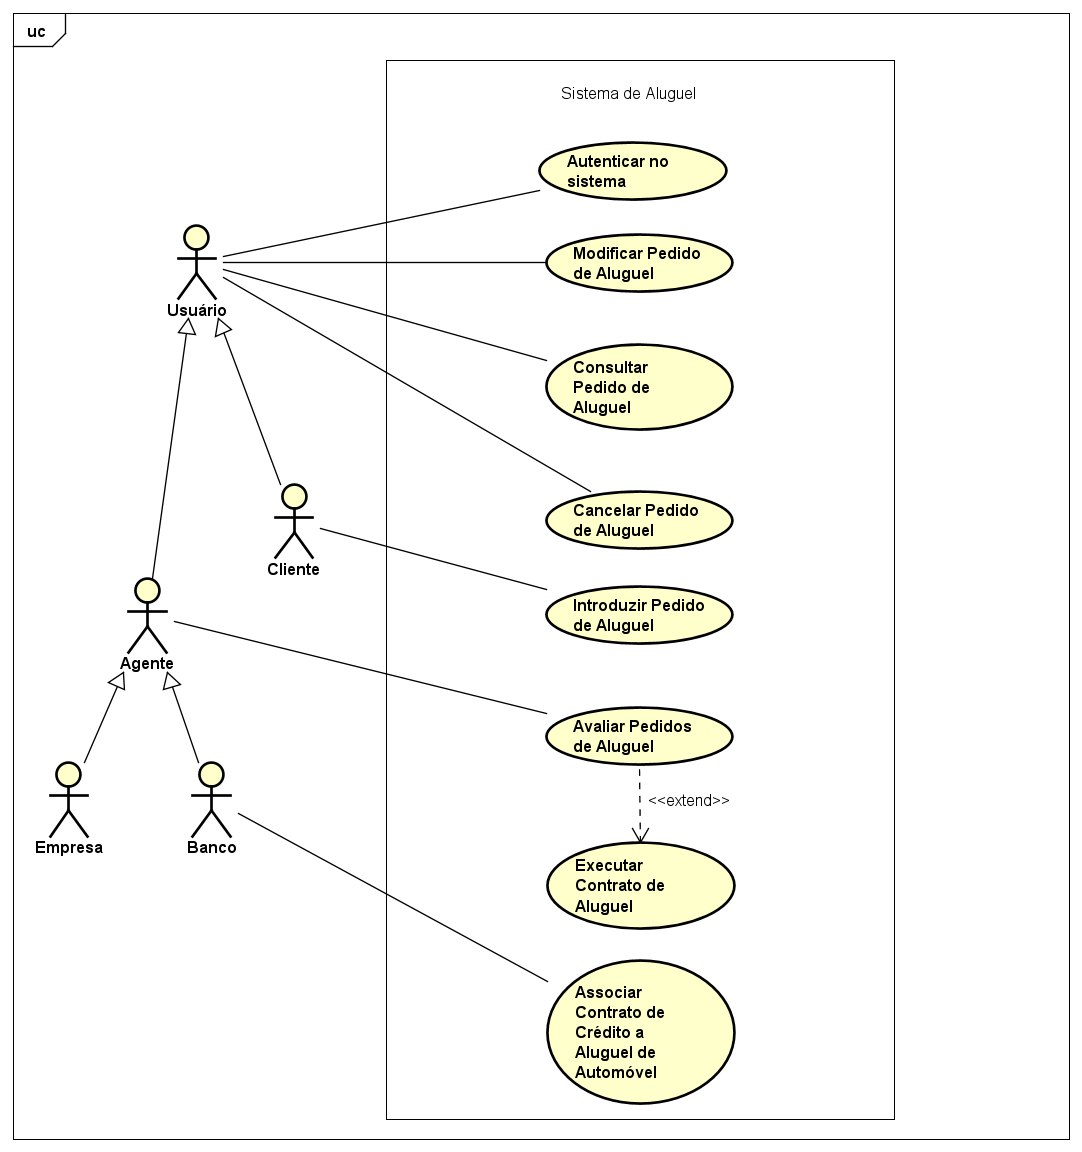 uc
Sistema de Aluguel
Autenticar no
sistema
Modificar Pedido
de Aluguel
Usuário
Consultar
Pedido de
Aluguel
Cancelar Pedido
de Aluguel
Cliente
Introduzir Pedido
de Aluguel
Agente
Avaliar Pedidos
de Aluguel
<<extend>>
Empresa
Banco
Executar
Contrato de
Aluguel
Associar
Contrato de
Crédito a
Aluguel de
Automóvel